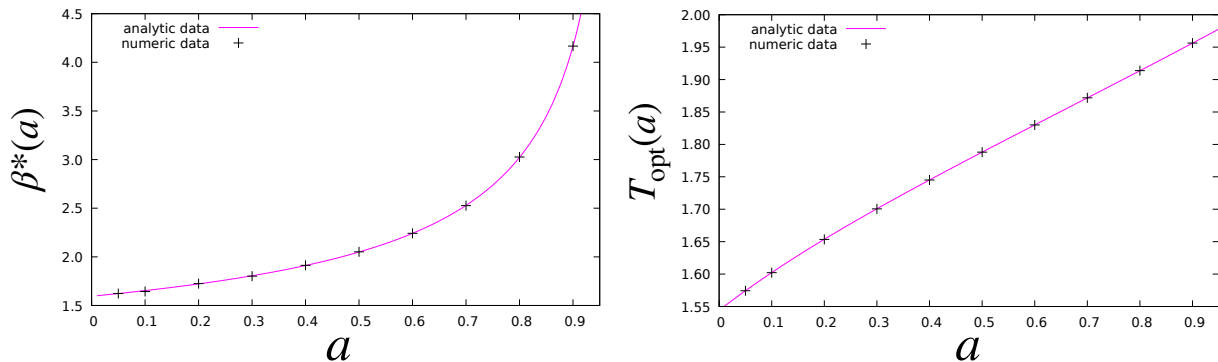 4.5
4.0
3.5
3.0
2.5
2.0
1.5
β*(a)
analytic data
numeric data
0 0.1 0.2 0.3 0.4 0.5 0.6 0.7 0.8 0.9
a
2.00
1.95
1.90
1.85
1.80
1.75
1.70
1.65
1.60
1.55
Topt(a)
analytic data
numeric data
0 0.1 0.2 0.3 0.4 0.5 0.6 0.7 0.8 0.9
a